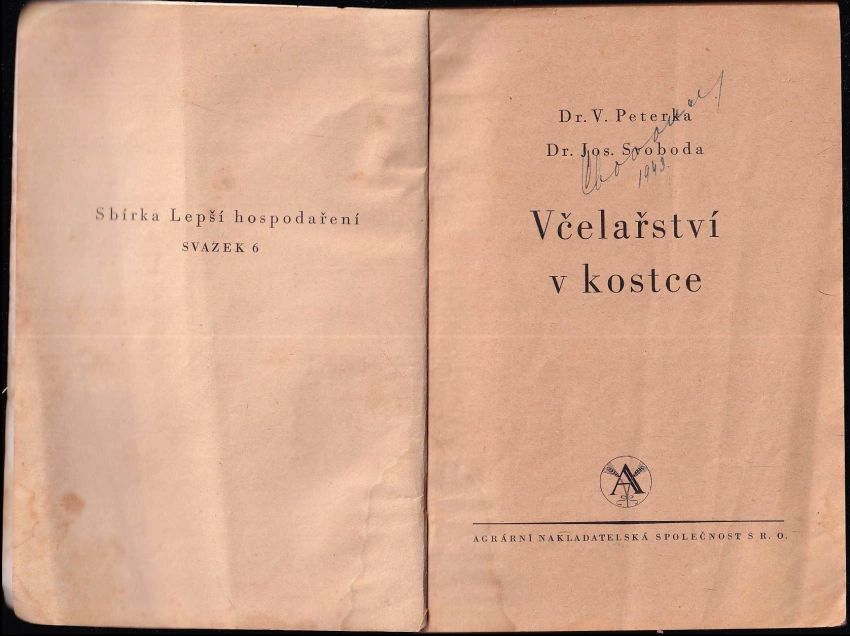 Sbírka Lepší hospodaření
SVAZEK 6
Dr. V. Peterka
Dr. Jos. Svoboda
1943.
Včelařství
v kostce
A
AGRÁRNÍ NAKLADATELSKÁ SPOLEČNOST S R. O.